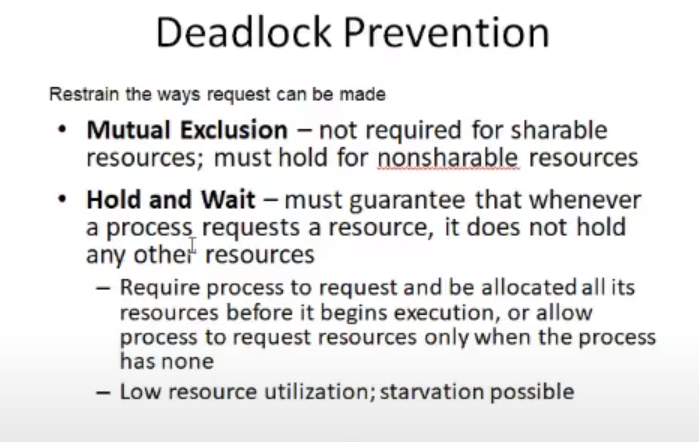 Deadlock Prevention
Restrain the ways request can be made
• Mutual Exclusion – not required for sharable
resources; must hold for nonsharable resources
• Hold and Wait – must guarantee that whenever
a process requests a resource, it does not hold
any other resources
– Require process to request and be allocated all its
resources before it begins execution, or allow
process to request resources only when the process
has none
– Low resource utilization; starvation possible